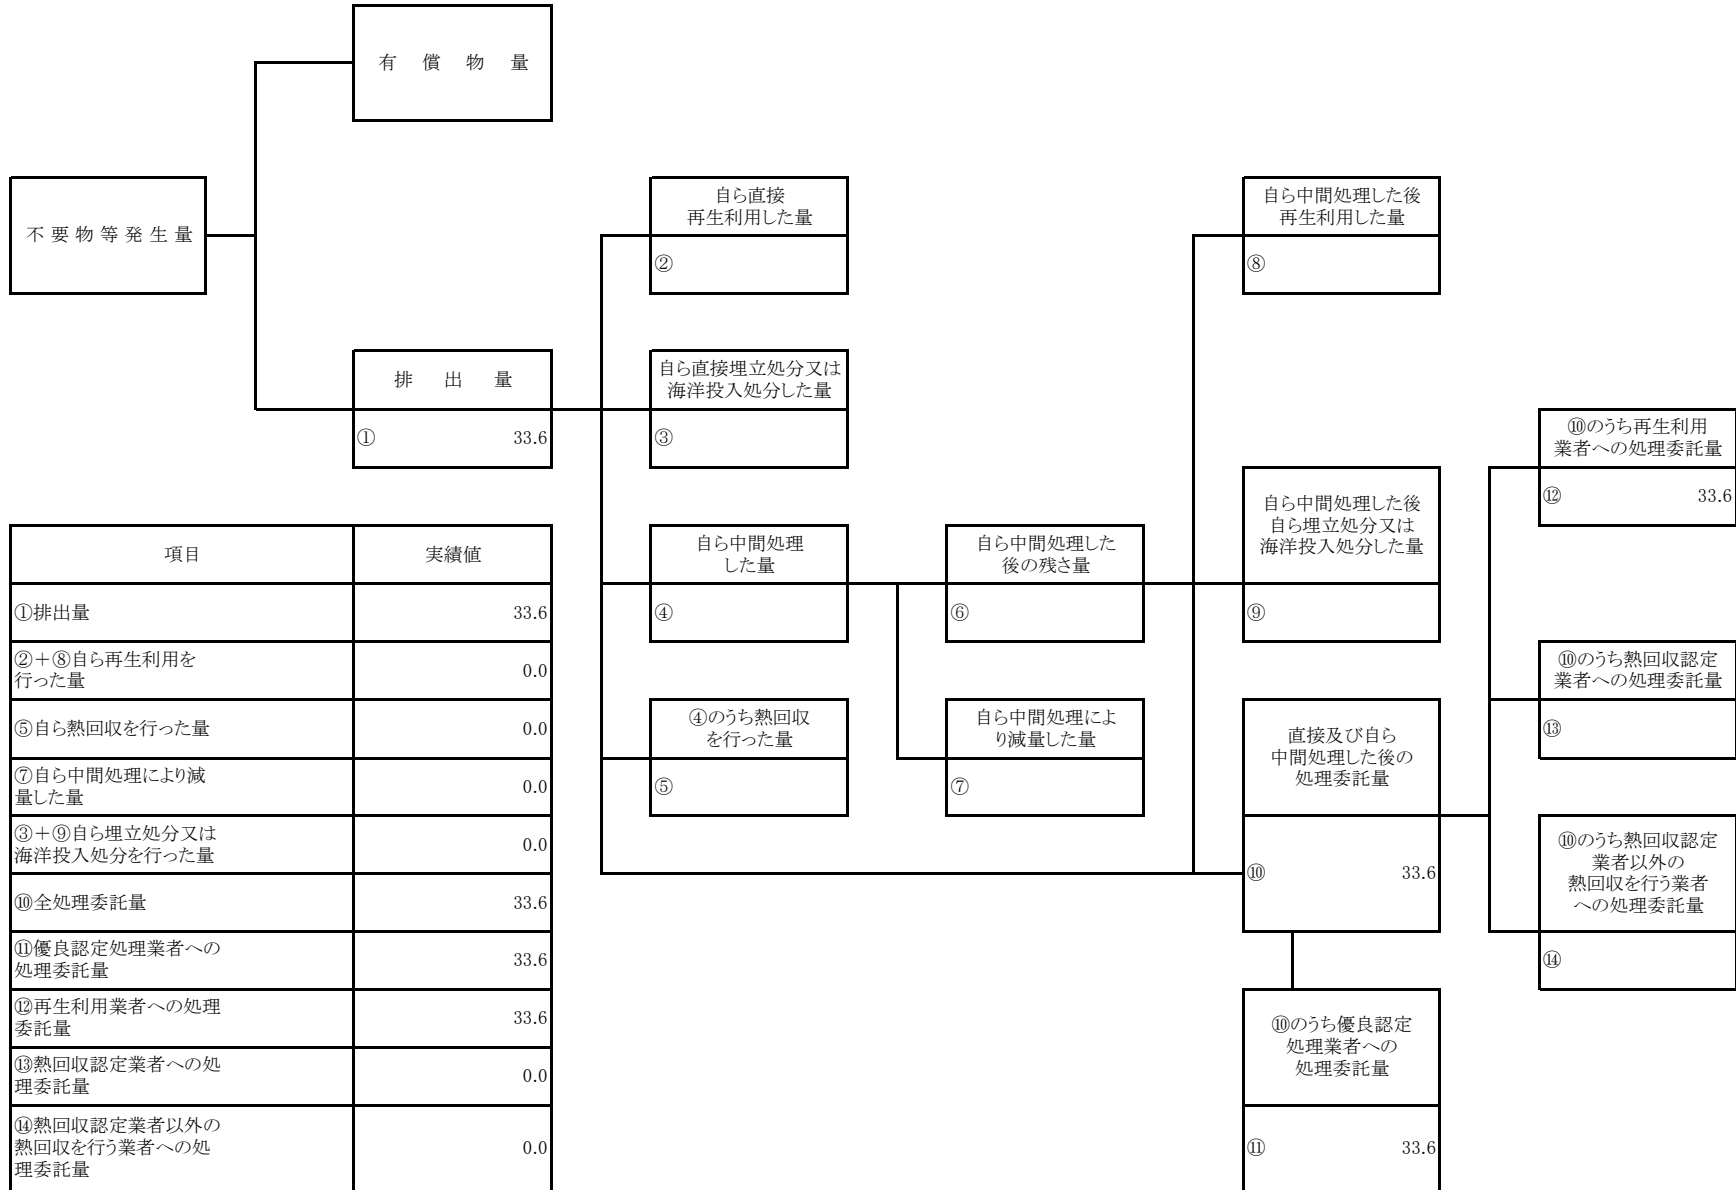 有 償 物 量
不 要 物 等 発 生 量
自ら直接
再生利用した量
②
自ら中間処理した後
再生利用した量
⑧
排 出 量
① 33.6
自ら直接埋立処分又は
海洋投入処分した量
③
⑩のうち再生利用
業者への処理委託量
⑫ 33.6
自ら中間処理
した量
④
自ら中間処理した
後の残さ量
⑥
自ら中間処理した後
自ら埋立処分又は
海洋投入処分した量
⑨
⑩のうち熱回収認定
業者への処理委託量
⑬
④のうち熱回収
を行った量
⑤
自ら中間処理によ
り減量した量
⑦
直接及び自ら
中間処理した後の
処理委託量
⑩ 33.6
⑩のうち熱回収認定
業者以外の
熱回収を行う業者
への処理委託量
⑭
⑩のうち優良認定
処理業者への
処理委託量
⑪ 33.6
項目 実績値
①排出量 33.6
②＋⑧自ら再生利用を
行った量 0.0
⑤自ら熱回収を行った量 0.0
⑦自ら中間処理により減
量した量 0.0
③＋⑨自ら埋立処分又は
海洋投入処分を行った量 0.0
⑩全処理委託量 33.6
⑪優良認定処理業者への
処理委託量 33.6
⑫再生利用業者への処理
委託量 33.6
⑬熱回収認定業者への処
理委託量 0.0
⑭熱回収認定業者以外の
熱回収を行う業者への処
理委託量 0.0